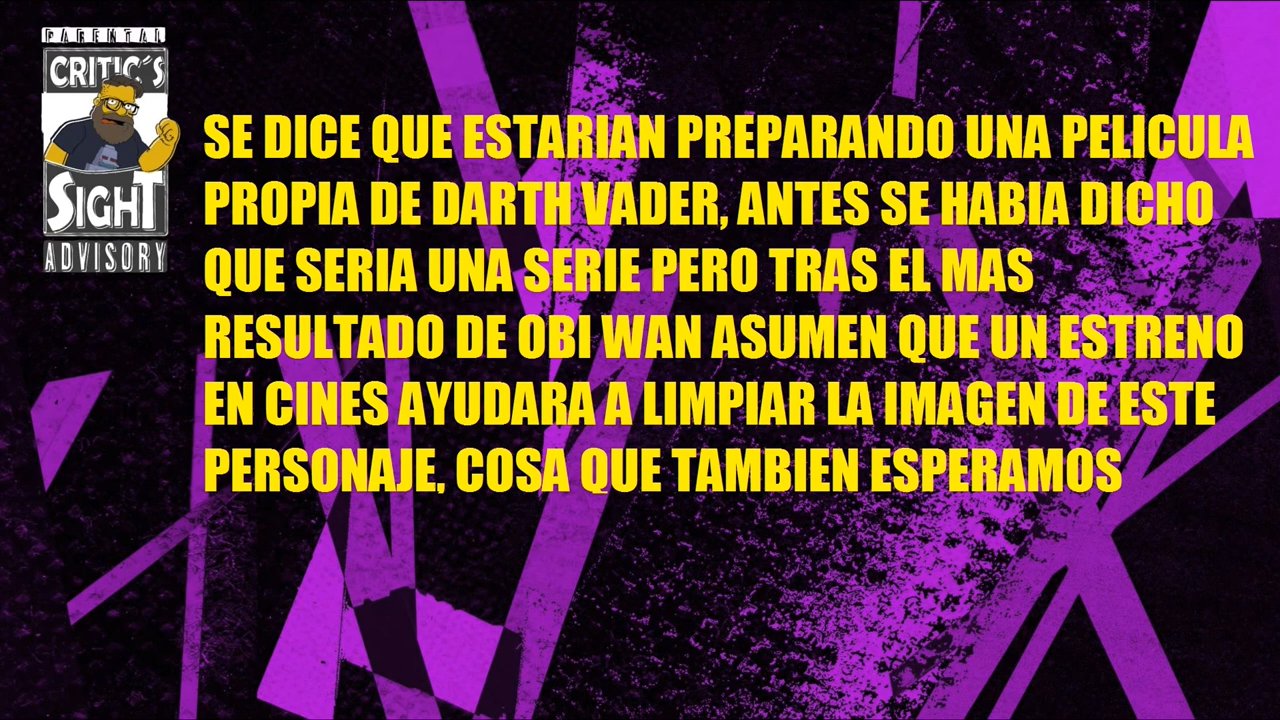 PARENTAL
CRITIC´S
SIGHT
ADVISORY
SE DICE QUE ESTARIAN PREPARANDO UNA PELICULA
PROPIA DE DARTH VADER, ANTES SE HABIA DICHO
QUE SERIA UNA SERIE PERO TRAS EL MAS
RESULTADO DE OBI WAN ASUMEN QUE UN ESTRENO
EN CINES AYUDARA A LIMPIAR LA IMAGEN DE ESTE
PERSONAJE, COSA QUE TAMBIEN ESPERAMOS